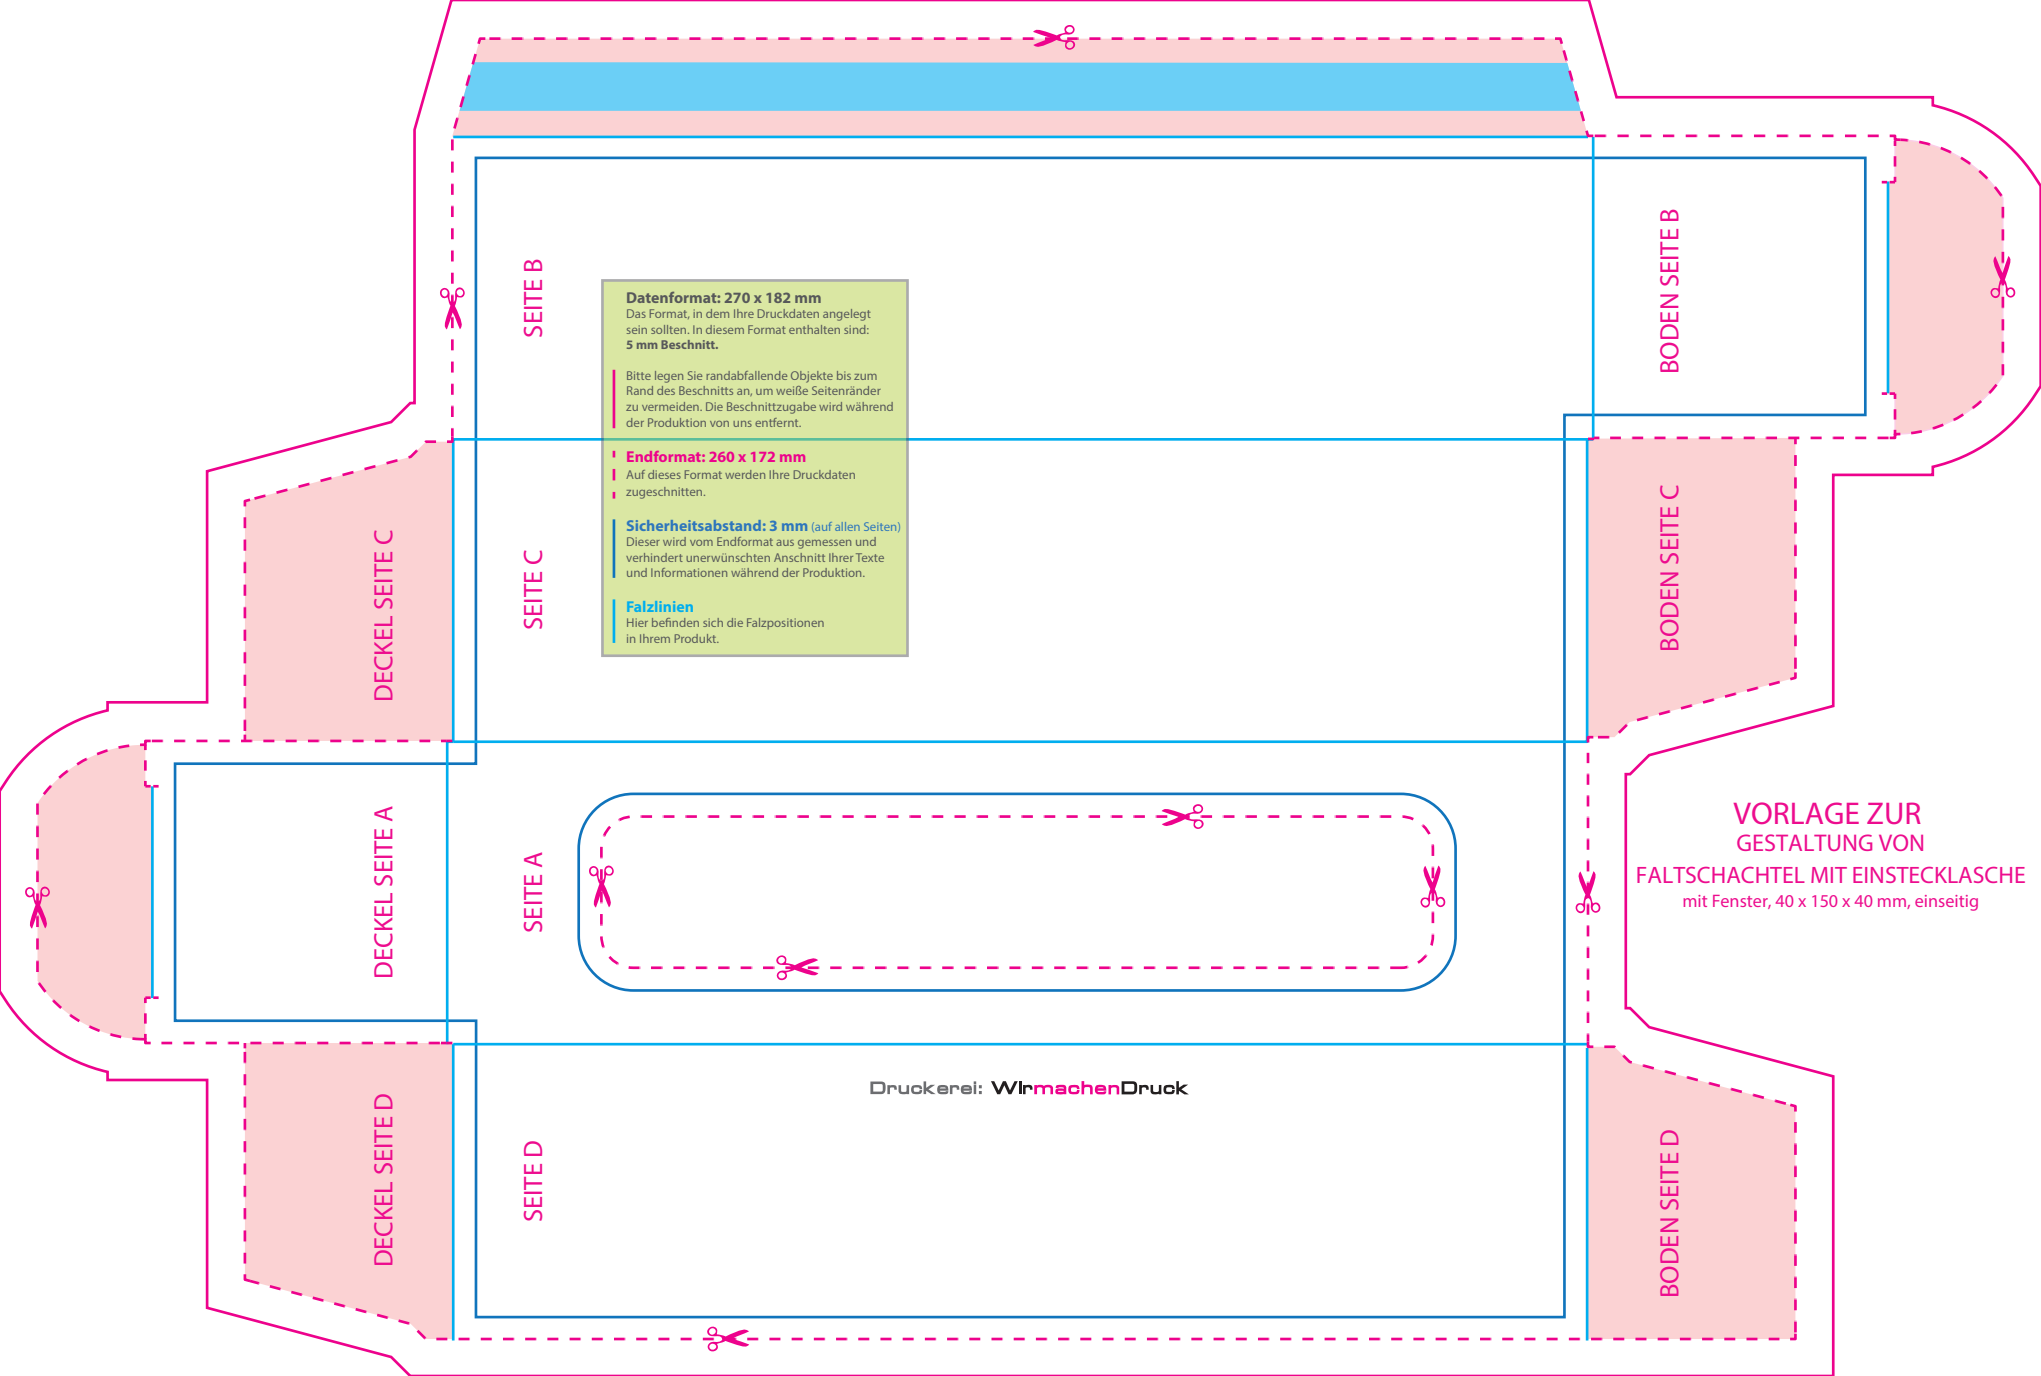 SEITE B
BODEN SEITE B
Datenformat: 270 x 182 mm
Das Format, in dem Ihre Druckdaten angelegt
sein sollten. In diesem Format enthalten sind:
5 mm Beschnitt.
Bitte legen Sie randabfallende Objekte bis zum
Rand des Beschnitts an, um weiße Seitenränder
zu vermeiden. Die Beschnittzugabe wird während
der Produktion von uns entfernt.
Endformat: 260 x 172 mm
Auf dieses Format werden Ihre Druckdaten
zugeschnitten.
Sicherheitsabstand: 3 mm (auf allen Seiten)
Dieser wird vom Endformat aus gemessen und
verhindert unerwünschten Anschnitt Ihrer Texte
und Informationen während der Produktion.
Falzlinien
Hier befinden sich die Falzpositionen
in Ihrem Produkt.
DECKEL SEITE C
SEITE C
BODEN SEITE C
DECKEL SEITE A
SEITE A
VORLAGE ZUR
GESTALTUNG VON
FALTSCHACHTEL MIT EINSTECKLASCHE
mit Fenster, 40 x 150 x 40 mm, einseitig
Druckerei: WIrmachenDruck
DECKEL SEITE D
SEITE D
BODEN SEITE D